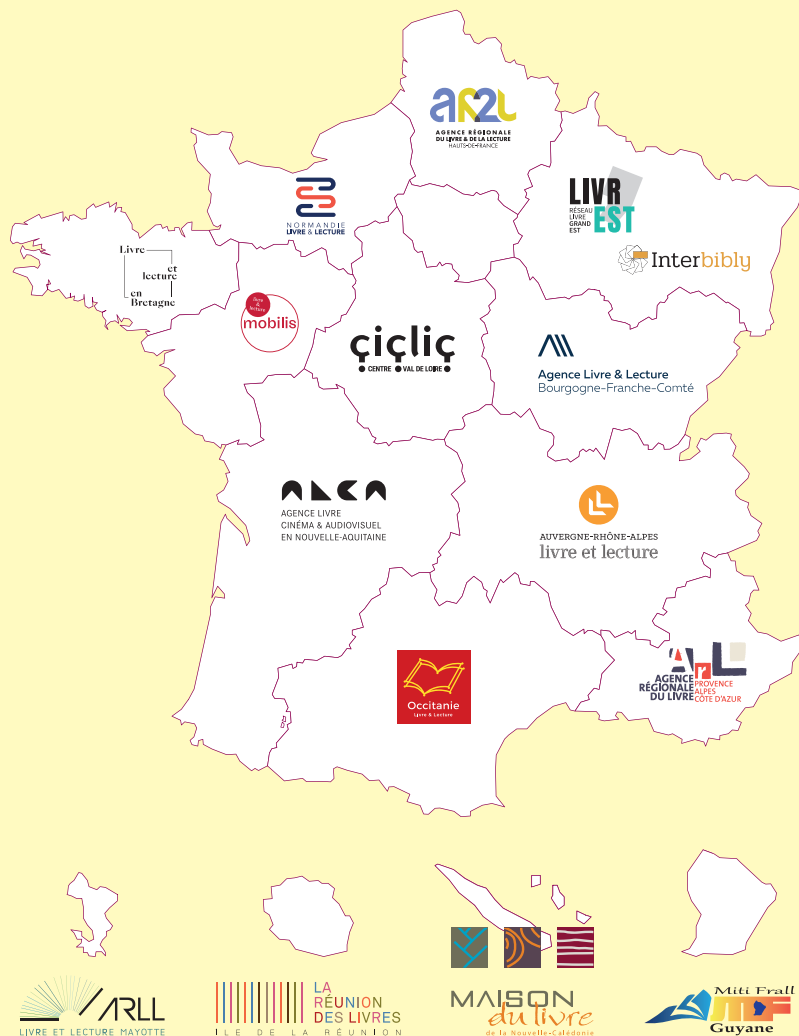 AR2L
AGENCE RÉGIONALE
DU LIVRE & DE LA LECTURE
HAUTS-DE-FRANCE
NORMANDIE
LIVRE & LECTURE
LIVR
EST
RÉSEAU
LIVRE
GRAND
EST
Interbibly
Livre
et
lecture
en
Bretagne
livre
&
lecture
mobilis
çiçliç
CENTRE VAL DE LOIRE
Agence Livre & Lecture
Bourgogne-Franche-Comté
ALCA
AGENCE LIVRE
CINÉMA & AUDIOVISUEL
EN NOUVELLE-AQUITAINE
AUVERGNE-RHÔNE-ALPES
livre et lecture
Occitanie
Livre & Lecture
ArL
AGENCE
RÉGIONALE
DU LIVRE
PROVENCE
ALPES
CÔTE D'AZUR
ARLL
LIVRE ET LECTURE MAYOTTE
LA
RÉUNION
DES LIVRES
ÎLE DE LA RÉUNION
MAISON
du livre
de la Nouvelle-Calédonie
Miti Frall
MDF
Guyane